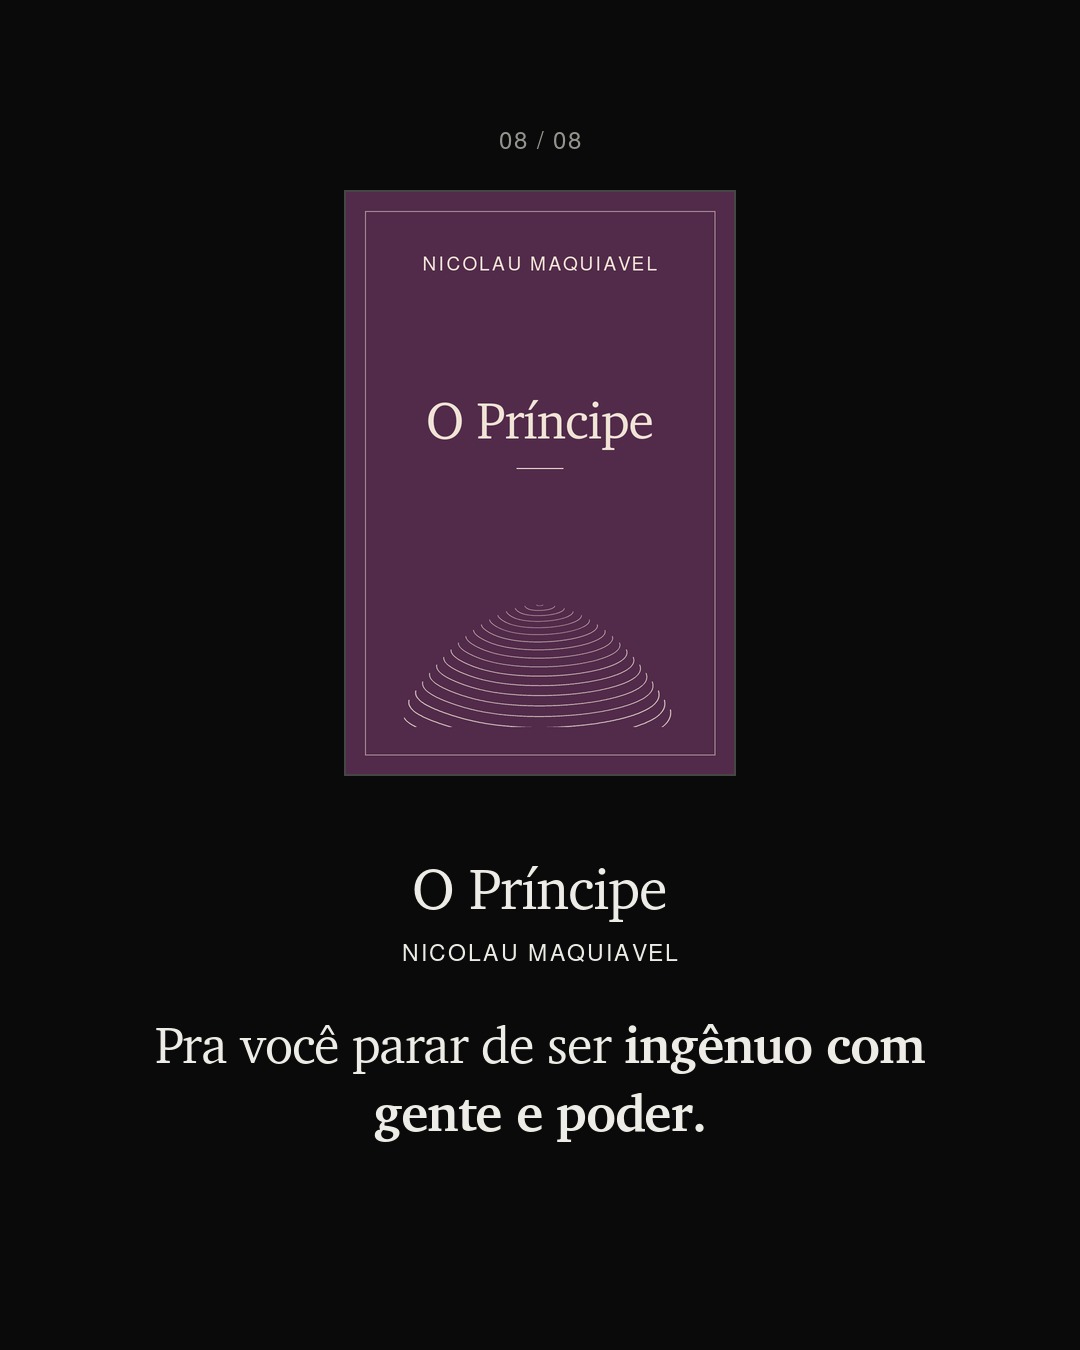 08 / 08
NICOLAU MAQUIAVEL
O Príncipe
O Príncipe
NICOLAU MAQUIAVEL
Pra você parar de ser ingênuo com
gente e poder.